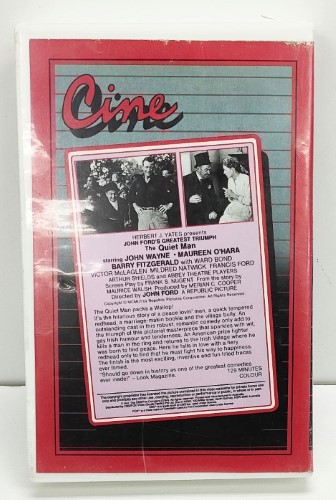 Cine
HERBERT J. YATES presents
JOHN FORD'S GREATEST TRIUMPH
The Quiet Man
starring JOHN WAYNE • MAUREEN O'HARA
BARRY FITZGERALD with WARD BOND
VICTOR McLAGLEN MILDRED NATWICK FRANCIS FORD
ARTHUR SHIELDS and ABBEY THEATRE PLAYERS
Screen Play by FRANK S. NUGENT From the story by
MAURICE WALSH Produced by MERIAN C. COOPER
Directed by JOHN FORD A REPUBLIC PICTURE
The Quiet Man packs a Wallop!
It's the hilarious story of a peace lovin' man, a quick tempered
redhead, a marriage-makin bookie and the village bully. An
outstanding cast in this robust, romantic comedy only add to
the triumph of this pictorial masterpiece that sparkles with wit,
gets Irish humour and tenderness. An American prize fighter
kills a man in the ring and returns to the Irish village where he
was born to find peace. Here he falls in love with a fiery
redhead only to find that he must fight his way to happiness.
The finish is the most exciting, inventive and fun filled fracas
ever filmed.
"Should go down in history as one of the greatest comedies
ever made!" – Look Magazine.
129 MINUTES
COLOUR